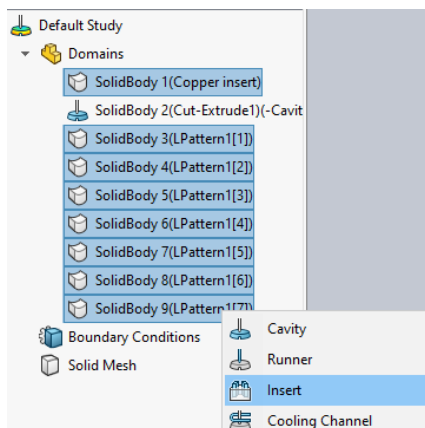 Default Study
Domains
SolidBody 1(Copper insert)
SolidBody 2(Cut-Extrude1)(-Cavit
SolidBody 3(LPattern1[1])
SolidBody 4(LPattern1[2])
SolidBody 5(LPattern1[3])
SolidBody 6(LPattern1[4])
SolidBody 7(LPattern1[5])
SolidBody 8(LPattern1[6])
SolidBody 9(LPattern1[7])
Boundary Conditions
Solid Mesh
Cavity
Runner
Insert
Cooling Channel